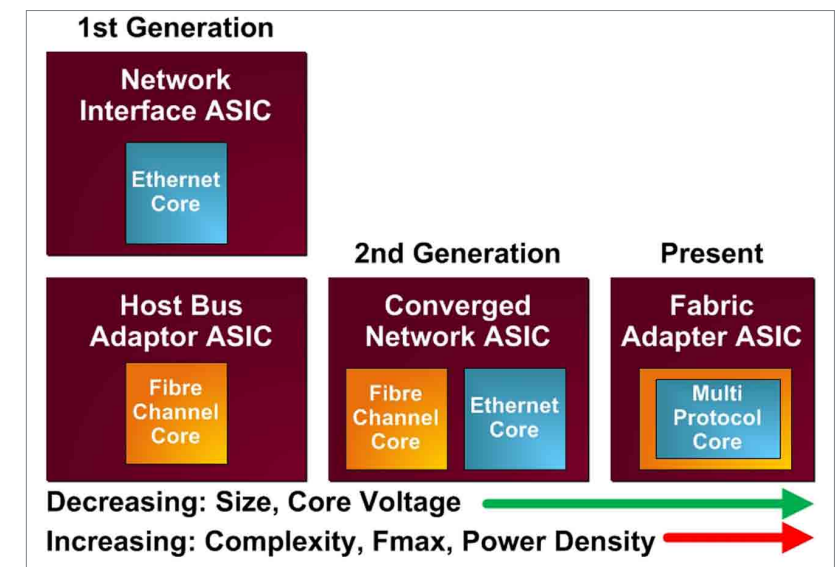 1st Generation
Network
Interface ASIC
Ethernet
Core
2nd Generation
Present
Host Bus
Adaptor ASIC
Fibre
Channel
Core
Converged
Network ASIC
Fibre
Channel
Core
Ethernet
Core
Fabric
Adapter ASIC
Multi
Protocol
Core
Decreasing: Size, Core Voltage
Increasing: Complexity, Fmax, Power Density